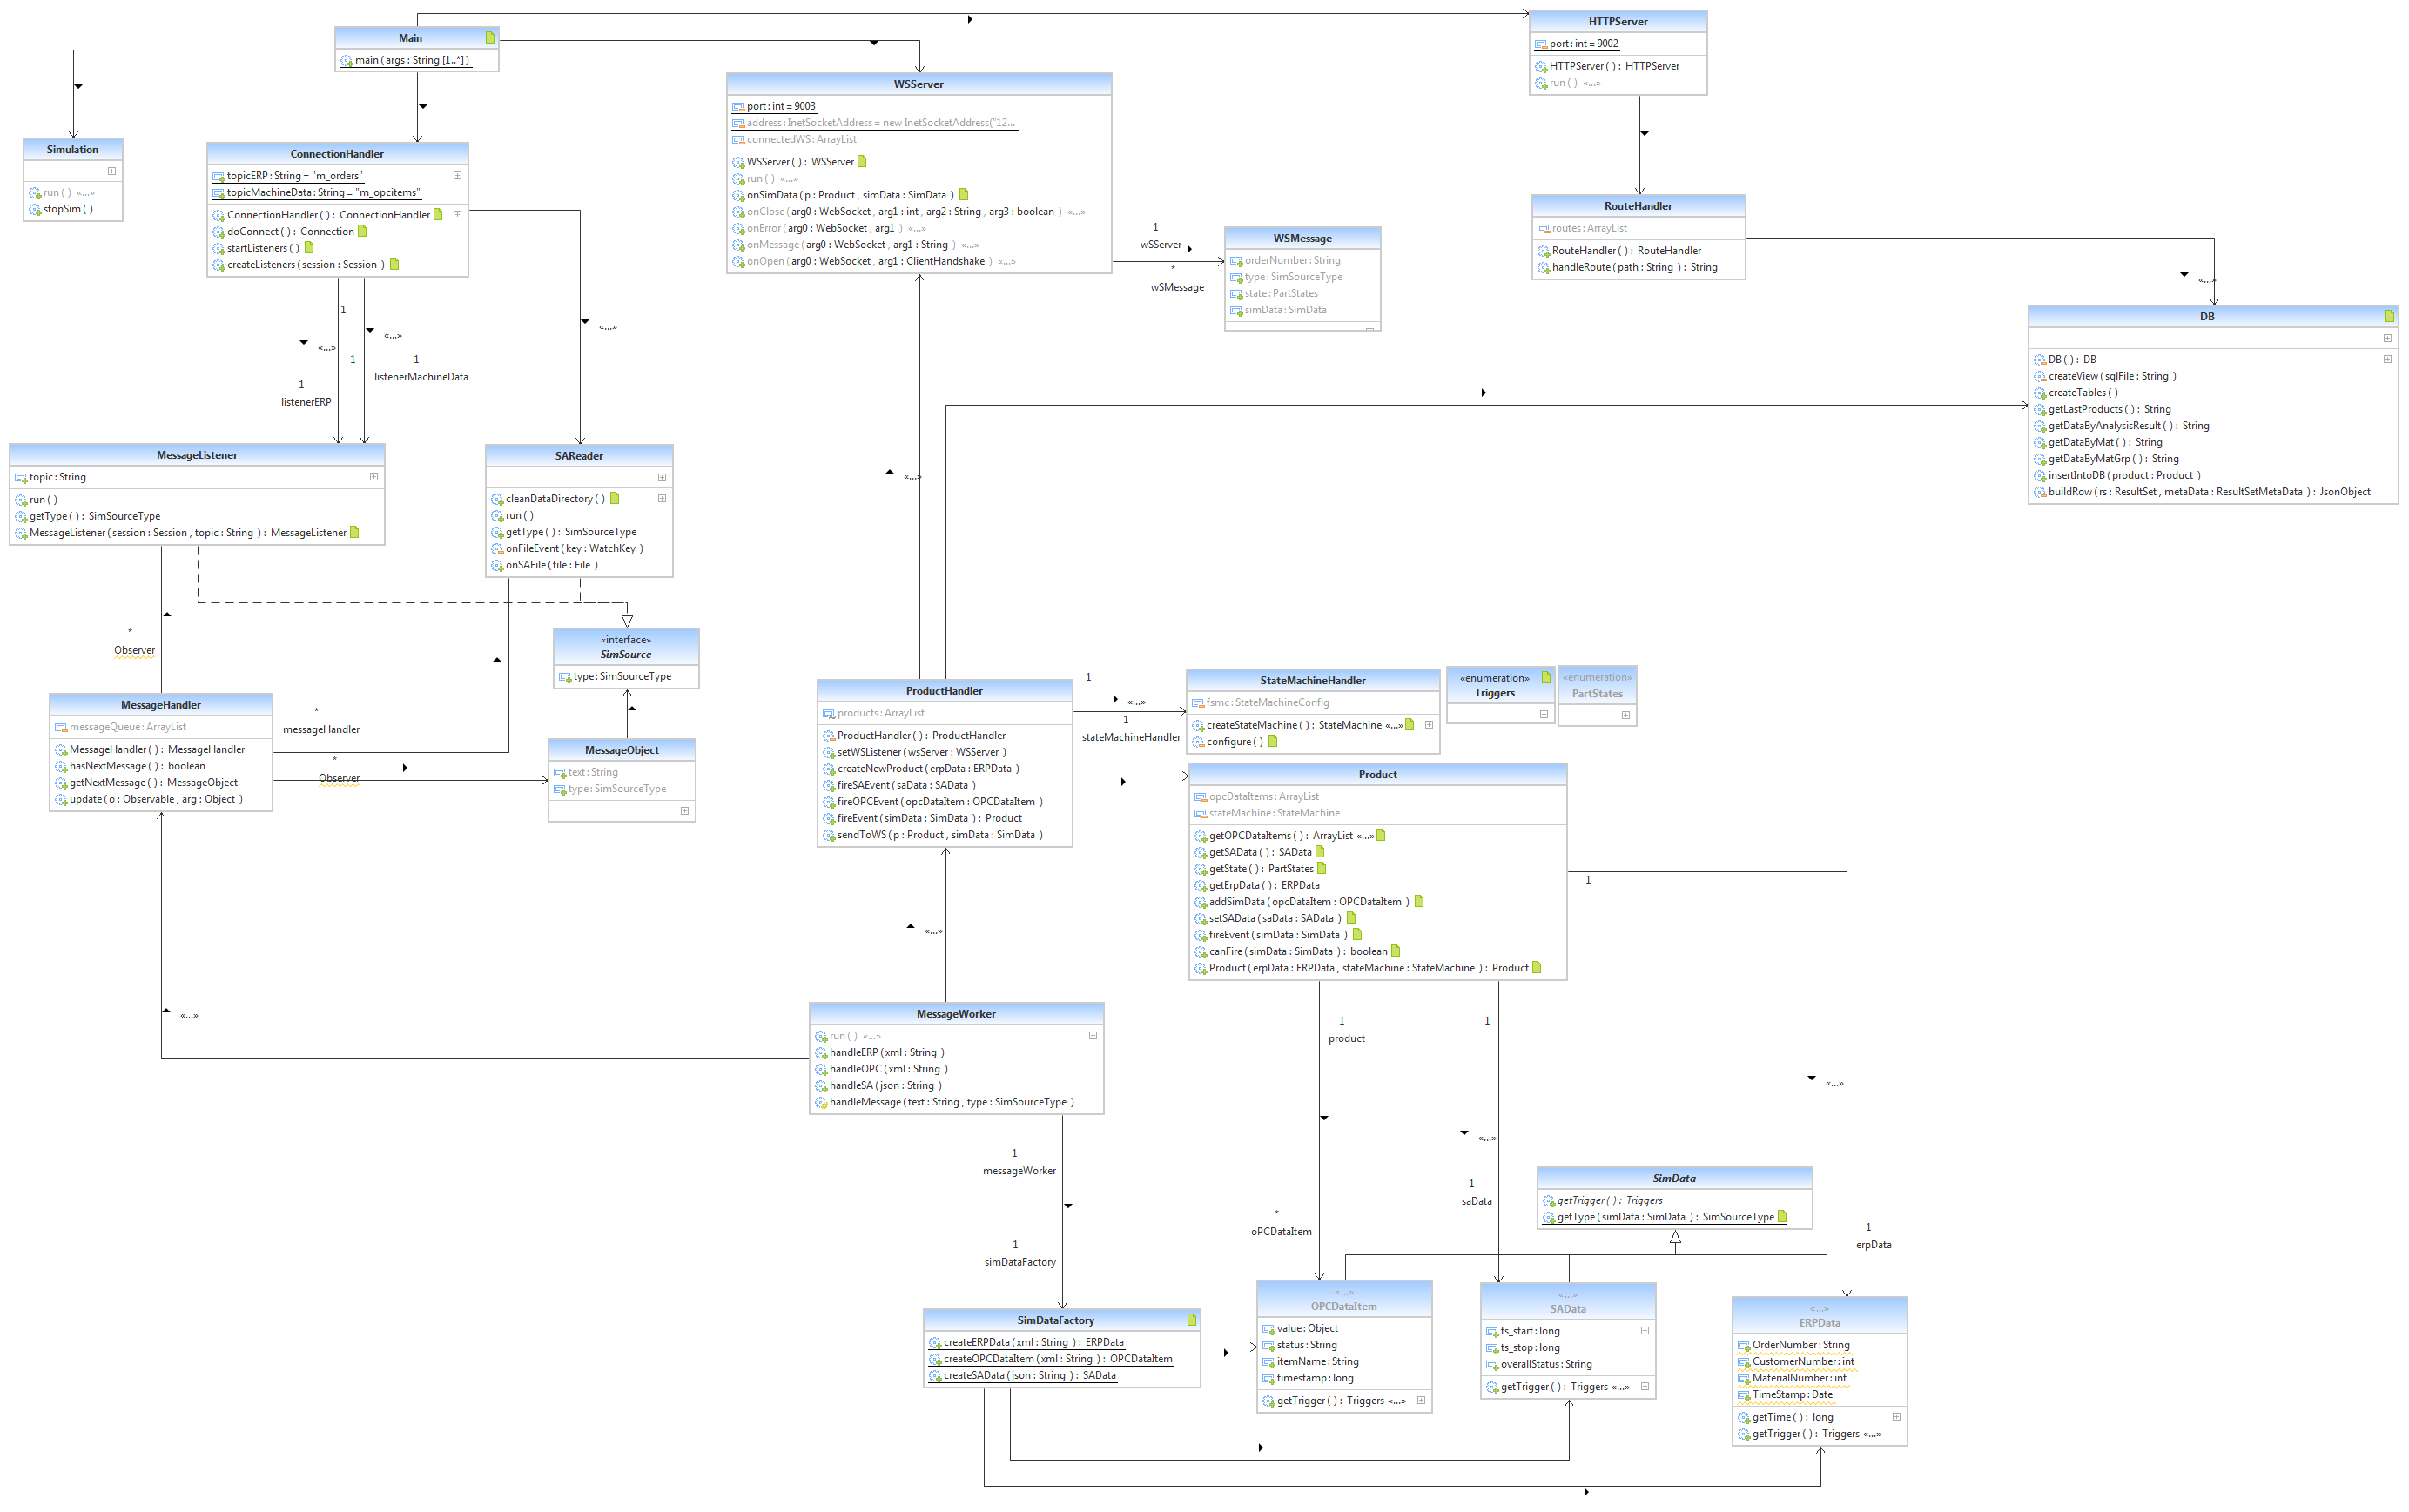 Main
main ( args : String [1..*] )
HTTPServer
port : int = 9002
HTTPServer ( ) : HTTPServer
run ( ) «...»
WSServer
port : int = 9003
address : InetSocketAddress = new InetSocketAddress("12...
connectedWS : ArrayList
WSServer ( ) : WSServer
run ( ) «...»
onSimData ( p : Product , simData : SimData )
onClose ( arg0 : WebSocket , arg1 : int , arg2 : String , arg3 : boolean ) «...»
onError ( arg0 : WebSocket , arg1 ) «...»
onMessage ( arg0 : WebSocket , arg1 : String ) «...»
onOpen ( arg0 : WebSocket , arg1 : ClientHandshake ) «...»
Simulation
run ( ) «...»
stopSim ( )
ConnectionHandler
topicERP : String = "m_orders"
topicMachineData : String = "m_opcitems"
ConnectionHandler ( ) : ConnectionHandler
doConnect ( ) : Connection
startListeners ( )
createListeners ( session : Session )
1
wSServer
*
wSMessage
WSMessage
orderNumber : String
type : SimSourceType
state : PartStates
simData : SimData
RouteHandler
routes : ArrayList
RouteHandler ( ) : RouteHandler
handleRoute ( path : String ) : String
«...»
DB
DB ( ) : DB
createView ( sqlFile : String )
createTables ( )
getLastProducts ( ) : String
getDataByAnalysisResult ( ) : String
getDataByMat ( ) : String
getDataByMatGrp ( ) : String
insertIntoDB ( product : Product )
buildRow ( rs : ResultSet , metaData : ResultSetMetaData ) : JsonObject
1
«...»
«...»
«...»
1
1
listenerMachineData
1
listenerERP
MessageListener
topic : String
run ( )
getType ( ) : SimSourceType
MessageListener ( session : Session , topic : String ) : MessageListener
SAReader
cleanDataDirectory ( )
run ( )
getType ( ) : SimSourceType
onFileEvent ( key : WatchKey )
onSAFile ( file : File )
«...»
*
Observer
«interface»
SimSource
type : SimSourceType
MessageHandler
messageQueue : ArrayList
MessageHandler ( ) : MessageHandler
hasNextMessage ( ) : boolean
getNextMessage ( ) : MessageObject
update ( o : Observable , arg : Object )
*
messageHandler
*
Observer
MessageObject
text : String
type : SimSourceType
ProductHandler
products : ArrayList
ProductHandler ( ) : ProductHandler
setWSListener ( wsServer : WSServer )
createNewProduct ( erpData : ERPData )
fireSAEvent ( saData : SAData )
fireOPCEvent ( opcDataItem : OPCDataItem )
fireEvent ( simData : SimData ) : Product
sendToWS ( p : Product , simData : SimData )
1
«...»
1
stateMachineHandler
StateMachineHandler
fsmc : StateMachineConfig
createStateMachine ( ) : StateMachine «...»
configure ( )
«enumeration»
Triggers
«enumeration»
PartStates
Product
opcDataItems : ArrayList
stateMachine : StateMachine
getOPCDataItems ( ) : ArrayList «...»
getSAData ( ) : SAData
getState ( ) : PartStates
getErpData ( ) : ERPData
addSimData ( opcDataItem : OPCDataItem )
setSAData ( saData : SAData )
fireEvent ( simData : SimData )
canFire ( simData : SimData ) : boolean
Product ( erpData : ERPData , stateMachine : StateMachine ) : Product
1
«...»
«...»
MessageWorker
run ( ) «...»
handleERP ( xml : String )
handleOPC ( xml : String )
handleSA ( json : String )
handleMessage ( text : String , type : SimSourceType )
1
product
1
«...»
«...»
1
messageWorker
1
saData
*
oPCDataItem
1
erpData
1
simDataFactory
SimData
getTrigger ( ) : Triggers
getType ( simData : SimData ) : SimSourceType
SimDataFactory
createERPData ( xml : String ) : ERPData
createOPCDataItem ( xml : String ) : OPCDataItem
createSAData ( json : String ) : SAData
«...»
OPCDataItem
value : Object
status : String
itemName : String
timestamp : long
getTrigger ( ) : Triggers «...»
«...»
SAData
ts_start : long
ts_stop : long
overallStatus : String
getTrigger ( ) : Triggers «...»
«...»
ERPData
OrderNumber : String
CustomerNumber : int
MaterialNumber : int
TimeStamp : Date
getTime ( ) : long
getTrigger ( ) : Triggers «...»